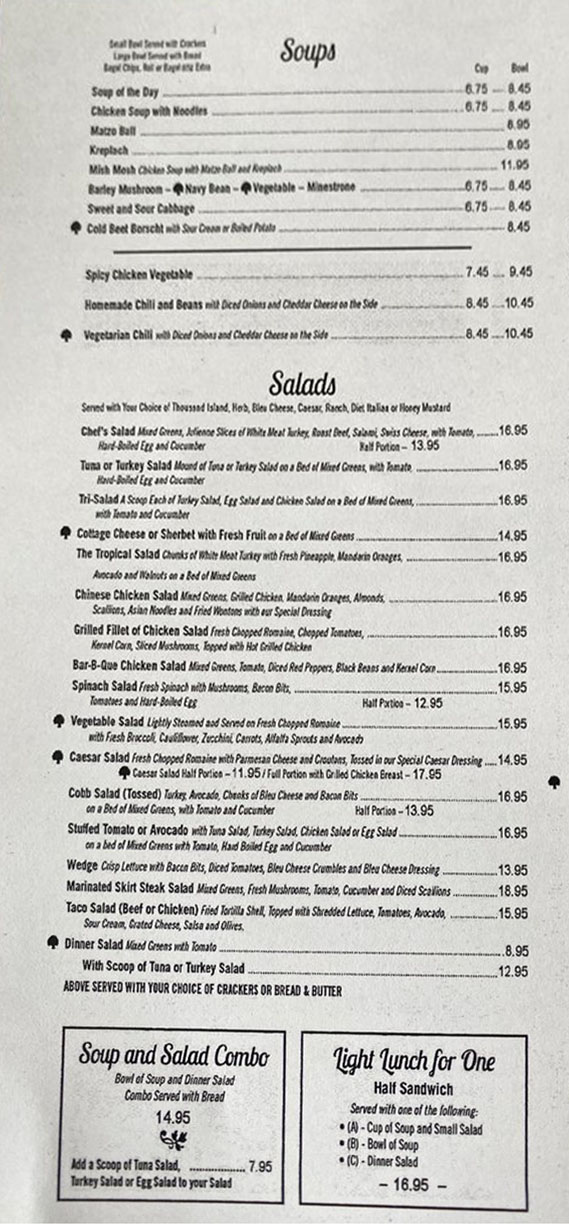 Small Bowl Served with Crackers
Large Bowl Served with Bread
Bagel Chips, Roll or Bagel 50¢ Extra
Soups
Cup Bowl
Soup of the Day 6.75 8.45
Chicken Soup with Noodles 6.75 8.45
Matzo Ball 8.95
Kreplach 8.95
Mish Mosh Chicken Soup with Matzo Ball and Kreplach 11.95
Barley Mushroom – Navy Bean – Vegetable – Minestrone 6.75 8.45
Sweet and Sour Cabbage 6.75 8.45
Cold Beet Borscht with Sour Cream or Boiled Potato 8.45
Spicy Chicken Vegetable 7.45 9.45
Homemade Chili and Beans with Diced Onions and Cheddar Cheese on the Side 8.45 10.45
Vegetarian Chili with Diced Onions and Cheddar Cheese on the Side 8.45 10.45
Salads
Served with Your Choice of Thousand Island, Herb, Bleu Cheese, Caesar, Ranch, Diet Italian or Honey Mustard
Chef's Salad Mixed Greens, Julienne Slices of White Meat Turkey, Roast Beef, Salami, Swiss Cheese, with Tomato, 16.95
Hard-Boiled Egg and Cucumber Half Portion – 13.95
Tuna or Turkey Salad Mound of Tuna or Turkey Salad on a Bed of Mixed Greens, with Tomato, 16.95
Hard-Boiled Egg and Cucumber
Tri-Salad A Scoop Each of Turkey Salad, Egg Salad and Chicken Salad on a Bed of Mixed Greens, 16.95
with Tomato and Cucumber
Cottage Cheese or Sherbet with Fresh Fruit on a Bed of Mixed Greens 14.95
The Tropical Salad Chunks of White Meat Turkey with Fresh Pineapple, Mandarin Oranges, 16.95
Avocado and Walnuts on a Bed of Mixed Greens
Chinese Chicken Salad Mixed Greens, Grilled Chicken, Mandarin Oranges, Almonds, 16.95
Scallions, Asian Noodles and Fried Wontons with our Special Dressing
Grilled Fillet of Chicken Salad Fresh Chopped Romaine, Chopped Tomatoes, 16.95
Kernel Corn, Sliced Mushrooms, Topped with Hot Grilled Chicken
Bar-B-Que Chicken Salad Mixed Greens, Tomato, Diced Red Peppers, Black Beans and Kernel Corn 16.95
Spinach Salad Fresh Spinach with Mushrooms, Bacon Bits, 15.95
Tomatoes and Hard-Boiled Egg Half Portion – 12.95
Vegetable Salad Lightly Steamed and Served on Fresh Chopped Romaine 15.95
with Fresh Broccoli, Cauliflower, Zucchini, Carrots, Alfalfa Sprouts and Avocado
Caesar Salad Fresh Chopped Romaine with Parmesan Cheese and Croutons, Tossed in our Special Caesar Dressing 14.95
Caesar Salad Half Portion – 11.95 / Full Portion with Grilled Chicken Breast – 17.95
Cobb Salad (Tossed) Turkey, Avocado, Chunks of Bleu Cheese and Bacon Bits 16.95
on a Bed of Mixed Greens, with Tomato and Cucumber Half Portion – 13.95
Stuffed Tomato or Avocado with Tuna Salad, Turkey Salad, Chicken Salad or Egg Salad 16.95
on a bed of Mixed Greens with Tomato, Hard Boiled Egg and Cucumber
Wedge Crisp Lettuce with Bacon Bits, Diced Tomatoes, Bleu Cheese Crumbles and Bleu Cheese Dressing 13.95
Marinated Skirt Steak Salad Mixed Greens, Fresh Mushrooms, Tomato, Cucumber and Diced Scallions 18.95
Taco Salad (Beef or Chicken) Fried Tortilla Shell, Topped with Shredded Lettuce, Tomatoes, Avocado, 15.95
Sour Cream, Grated Cheese, Salsa and Olives.
Dinner Salad Mixed Greens with Tomato 8.95
With Scoop of Tuna or Turkey Salad 12.95
ABOVE SERVED WITH YOUR CHOICE OF CRACKERS OR BREAD & BUTTER
Soup and Salad Combo
Bowl of Soup and Dinner Salad
Combo Served with Bread
14.95
Add a Scoop of Tuna Salad, 7.95
Turkey Salad or Egg Salad to your Salad
Light Lunch for One
Half Sandwich
Served with one of the following:
• (A) - Cup of Soup and Small Salad
• (B) - Bowl of Soup
• (C) - Dinner Salad
– 16.95 –